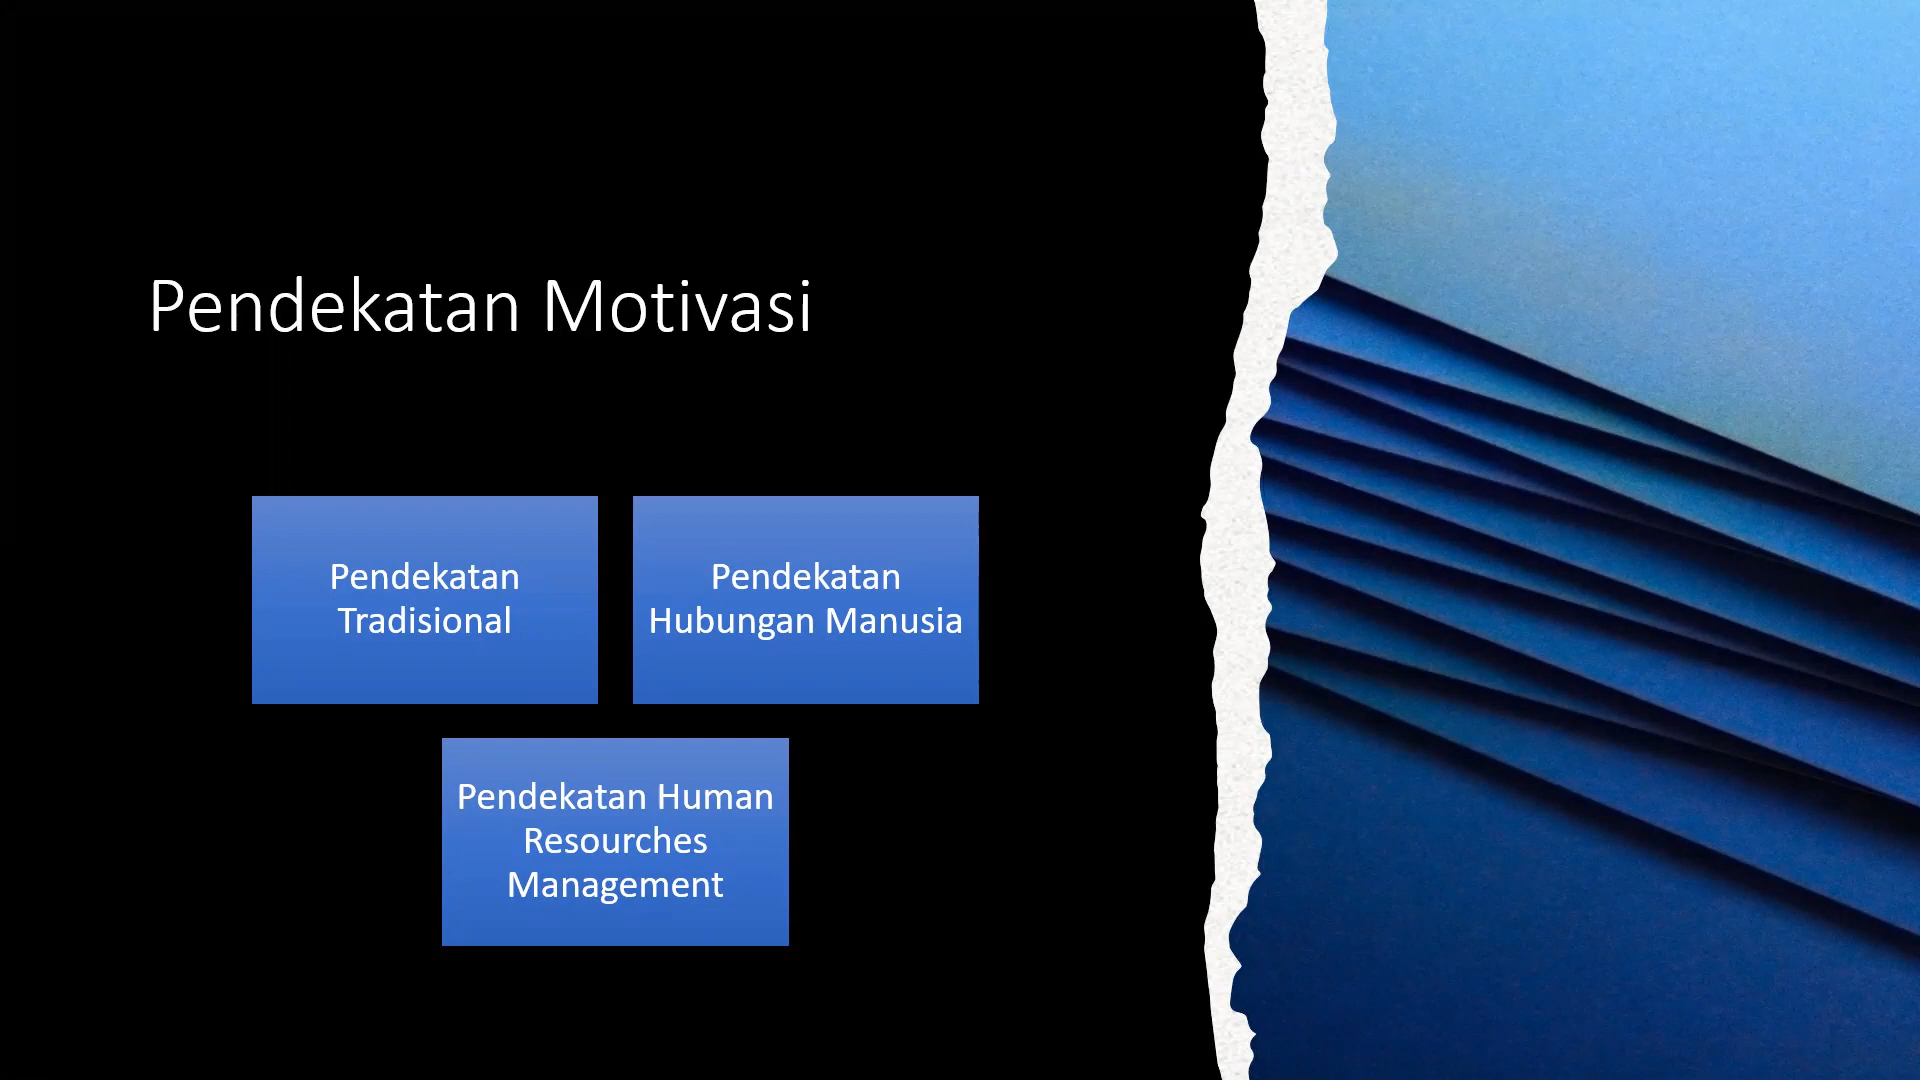 Pendekatan Motivasi
Pendekatan
Tradisional
Pendekatan
Hubungan Manusia
Pendekatan Human
Resourches
Management